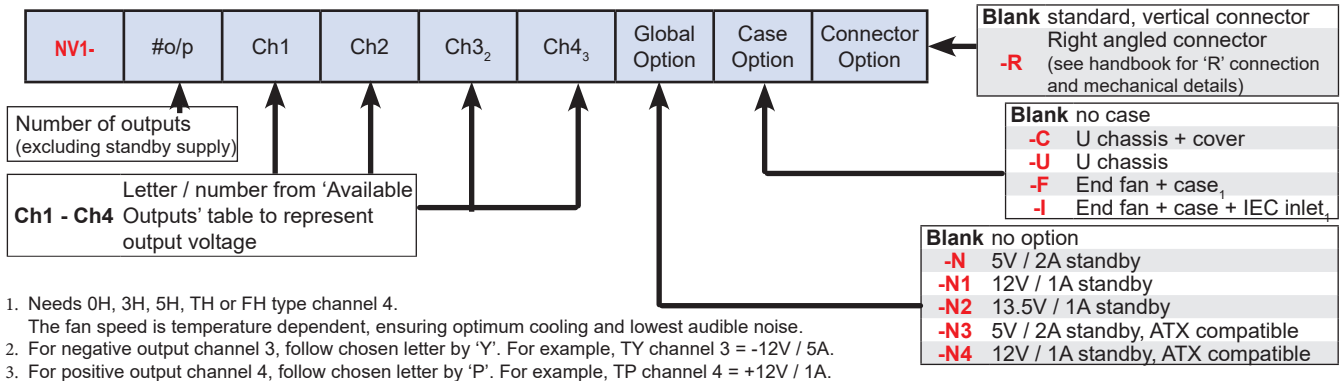 NV1- #o/p Ch1 Ch2 Ch3₂ Ch4₃ Global Option Case Option Connector Option
Blank standard, vertical connector
-R Right angled connector
(see handbook for ‘R’ connection
and mechanical details)
Number of outputs
(excluding standby supply)
Blank no case
-C U chassis + cover
-U U chassis
-F End fan + case₁
-I End fan + case + IEC inlet₁
Ch1 - Ch4 Letter / number from ‘Available
Outputs’ table to represent
output voltage
Blank no option
-N 5V / 2A standby
-N1 12V / 1A standby
-N2 13.5V / 1A standby
-N3 5V / 2A standby, ATX compatible
-N4 12V / 1A standby, ATX compatible
1. Needs 0H, 3H, 5H, TH or FH type channel 4.
The fan speed is temperature dependent, ensuring optimum cooling and lowest audible noise.
2. For negative output channel 3, follow chosen letter by ‘Y’. For example, TY channel 3 = -12V / 5A.
3. For positive output channel 4, follow chosen letter by ‘P’. For example, TP channel 4 = +12V / 1A.